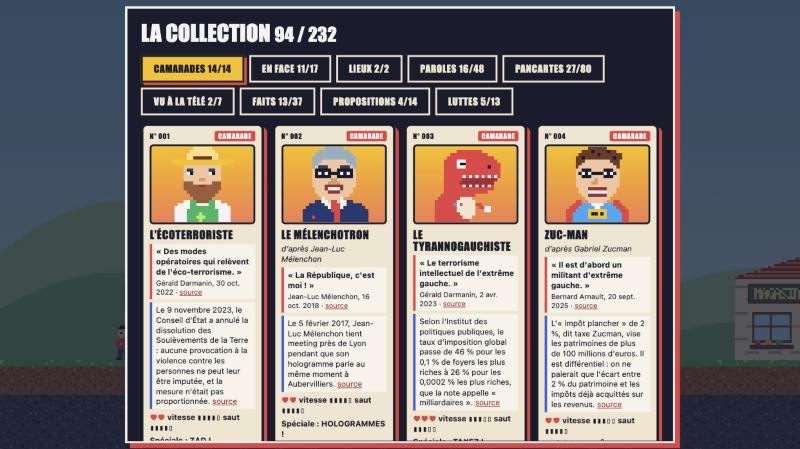 LA COLLECTION 94 / 232
CAMARADES 14/14
EN FACE 11/17
LIEUX 2/2
PAROLES 16/48
PANCARTES 27/80
VU À LA TÉLÉ 2/7
FAITS 13/37
PROPOSITIONS 4/14
LUTTES 5/13
N° 001
CAMARADE
L'ÉCOTERRORISTE
« Des modes
opératoires qui relèvent
de l'éco-terrorisme. »
Gérald Darmanin, 30 oct.
2022 · source
Le 9 novembre 2023, le
Conseil d'État a annulé la
dissolution des
Soulèvements de la Terre
: aucune provocation à la
violence contre les
personnes ne peut leur
être imputée, et la
mesure n'était pas
proportionnée. source
vitesse saut
Spéciale : ZAD !
N° 002
CAMARADE
LE MÉLENCHOTRON
d'après Jean-Luc
Mélenchon
« La République, c'est
moi ! »
Jean-Luc Mélenchon, 16
oct. 2018 · source
Le 5 février 2017, Jean-
Luc Mélenchon tient
meeting près de Lyon
pendant que son
hologramme parle au
même moment à
Aubervilliers. source
vitesse saut
Spéciale : HOLOGRAMMES
!
N° 003
CAMARADE
LE
TYRANNOGAUCHISTE
« Le terrorisme
intellectuel de l'extrême
gauche. »
Gérald Darmanin, 2 avr.
2023 · source
Selon l'Institut des
politiques publiques, le
taux d'imposition global
passe de 46 % pour les
0,1 % de foyers les plus
riches à 26 % pour les
0,0002 % les plus riches,
que la note appelle «
milliardaires ». source
vitesse
saut
N° 004
CAMARADE
ZUC-MAN
d'après Gabriel Zucman
« Il est d'abord un
militant d'extrême
gauche. »
Bernard Arnault, 20 sept.
2025 · source
L'« impôt plancher » de 2
%, dit taxe Zucman, vise
les patrimoines de plus
de 100 millions d'euros. Il
est différentiel : on ne
paierait que l'écart entre
2 % du patrimoine et les
impôts déjà acquittés sur
les revenus. source
vitesse saut
MAGASIN